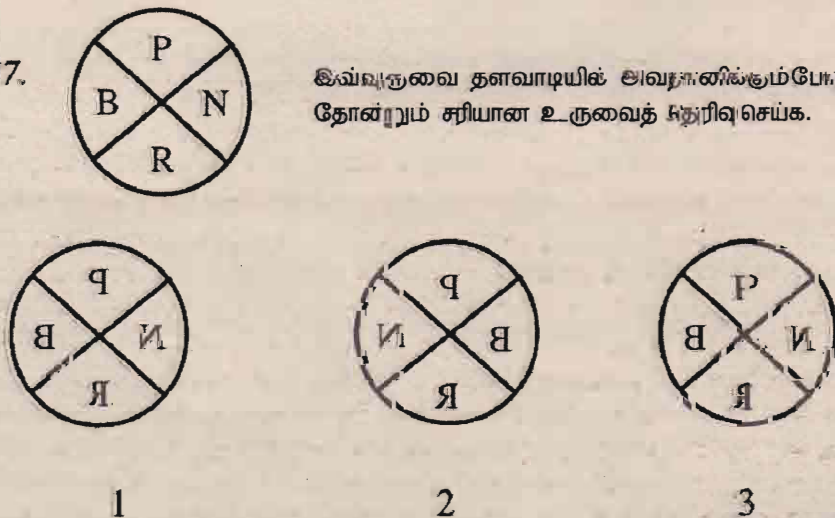 7.
P
B N
R
இவ்வுருவை தளவாடியில் அவதானிக்கும்போ
தோன்றும் சரியான உருவைத் தெரிவுசெய்க.
P B N R
P N B R
P B N R
1 2 3